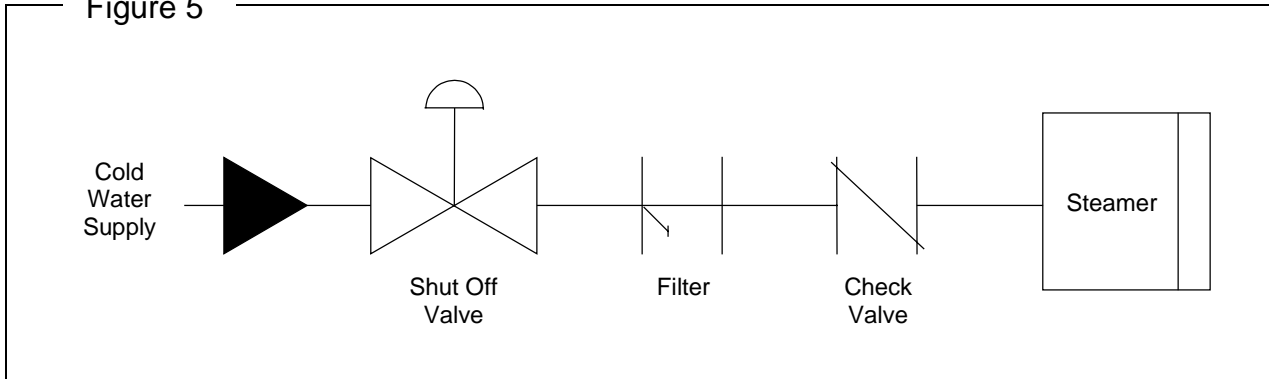 Figure 5
Cold
Water
Supply
Shut Off
Valve
Filter
Check
Valve
Steamer